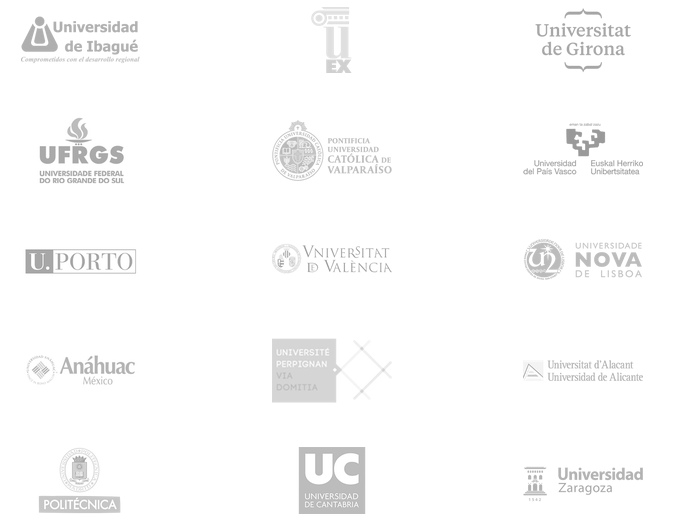 Universidad
de Ibagué
Comprometidos con el desarrollo regional
u
EX
Universitat
de Girona
UFRGS
UNIVERSIDADE FEDERAL
DO RIO GRANDE DO SUL
PONTIFICIA
UNIVERSIDAD
CATÓLICA DE
VALPARAÍSO
Universidad
del País Vasco
Euskal Herriko
Unibertsitatea
U. PORTO
VNIVERSITAT
ID VALÈNCIA
UNIVERSIDADE
NOVA
DE LISBOA
Anáhuac
México
UNIVERSITÉ
PERPIGNAN
VIA
DOMITIA
Universitat d'Alacant
Universidad de Alicante
POLITÉCNICA
UC
UNIVERSIDAD
DE CANTABRIA
Universidad
Zaragoza
1542